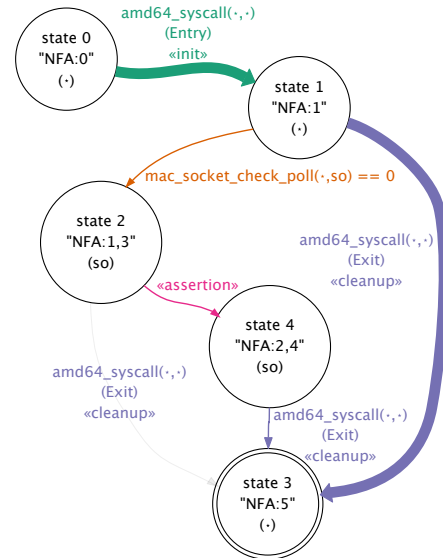 amd64_syscall(·,·)
(Entry)
«init»
state 0
"NFA:0"
(·)
state 1
"NFA:1"
(·)
mac_socket_check_poll(·,so) == 0
state 2
"NFA:1,3"
(so)
amd64_syscall(·,·)
(Exit)
«cleanup»
«assertion»
state 4
"NFA:2,4"
(so)
amd64_syscall(·,·)
(Exit)
«cleanup»
amd64_syscall(·,·)
(Exit)
«cleanup»
state 3
"NFA:5"
(·)